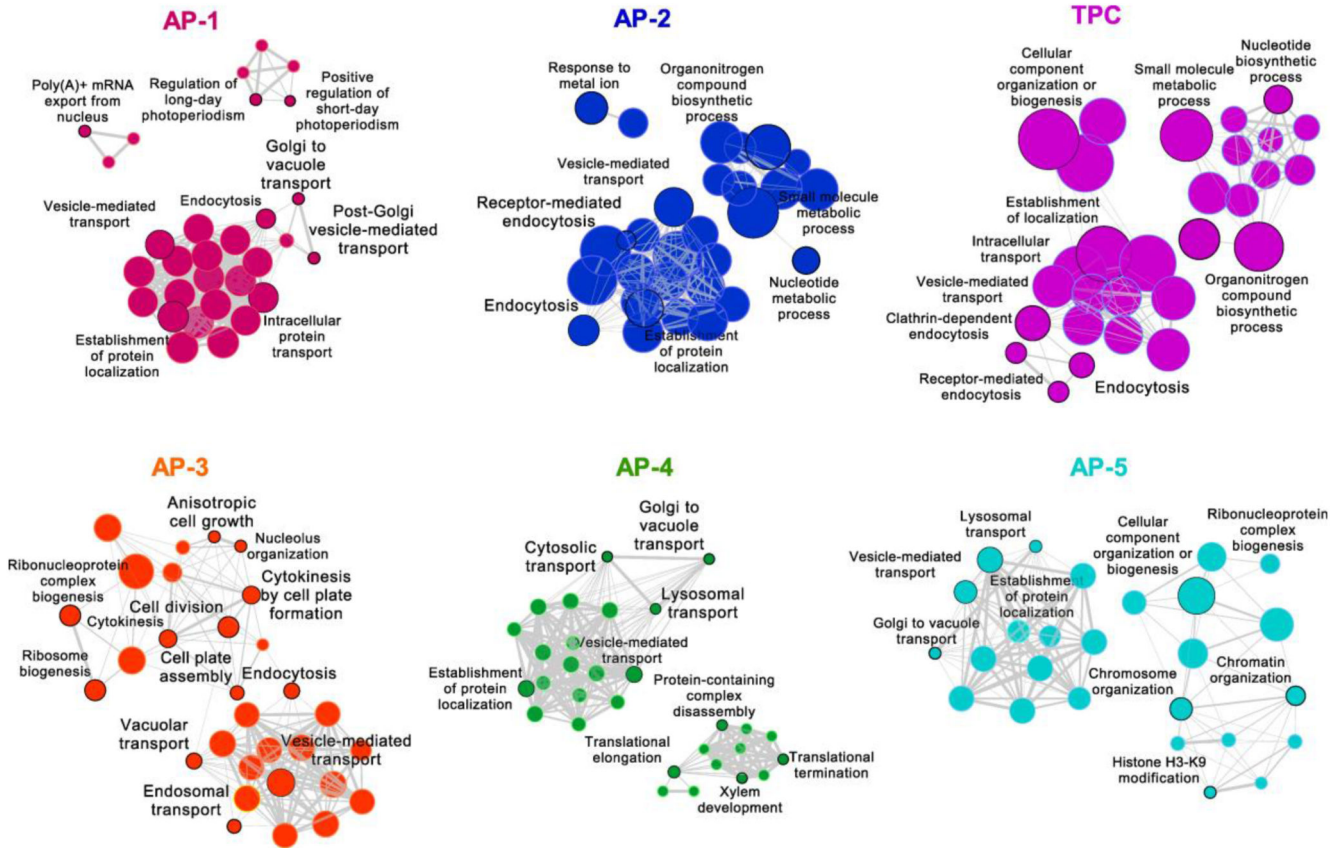 AP-1
Poly(A)+ mRNA
export from
nucleus
Regulation of
long-day
photoperiodism
Positive
regulation of
short-day
photoperiodism
Golgi to
vacuole
transport
Endocytosis
Vesicle-mediated
transport
Post-Golgi
vesicle-mediated
transport
Establishment
of protein
localization
Intracellular
protein
transport
AP-2
Response to
metal ion
Organonitrogen
compound
biosynthetic
process
Vesicle-mediated
transport
Receptor-mediated
endocytosis
Small molecule
metabolic
process
Nucleotide
metabolic
process
Endocytosis
Establishment
of protein
localization
TPC
Cellular
component
organization
or biogenesis
Small molecule
metabolic
process
Nucleotide
biosynthetic
process
Establishment
of localization
Intracellular
transport
Vesicle-mediated
transport
Clathrin-dependent
endocytosis
Receptor-mediated
endocytosis
Endocytosis
Organonitrogen
compound
biosynthetic
process
AP-3
Anisotropic
cell growth
Nucleolus
organization
Ribonucleoprotein
complex
biogenesis
Cytokinesis
by cell plate
formation
Cell division
Cytokinesis
Cell plate
assembly
Ribosome
biogenesis
Endocytosis
Vacuolar
transport
Vesicle-mediated
transport
Endosomal
transport
AP-4
Golgi to
vacuole
transport
Cytosolic
transport
Lysosomal
transport
Vesicle-mediated
transport
Establishment
of protein
localization
Protein-containing
complex
disassembly
Translational
elongation
Translational
termination
Xylem
development
AP-5
Lysosomal
transport
Vesicle-mediated
transport
Establishment
of protein
localization
Golgi to vacuole
transport
Cellular
component
organization or
biogenesis
Ribonucleoprotein
complex
biogenesis
Chromosome
organization
Chromatin
organization
Histone H3-K9
modification